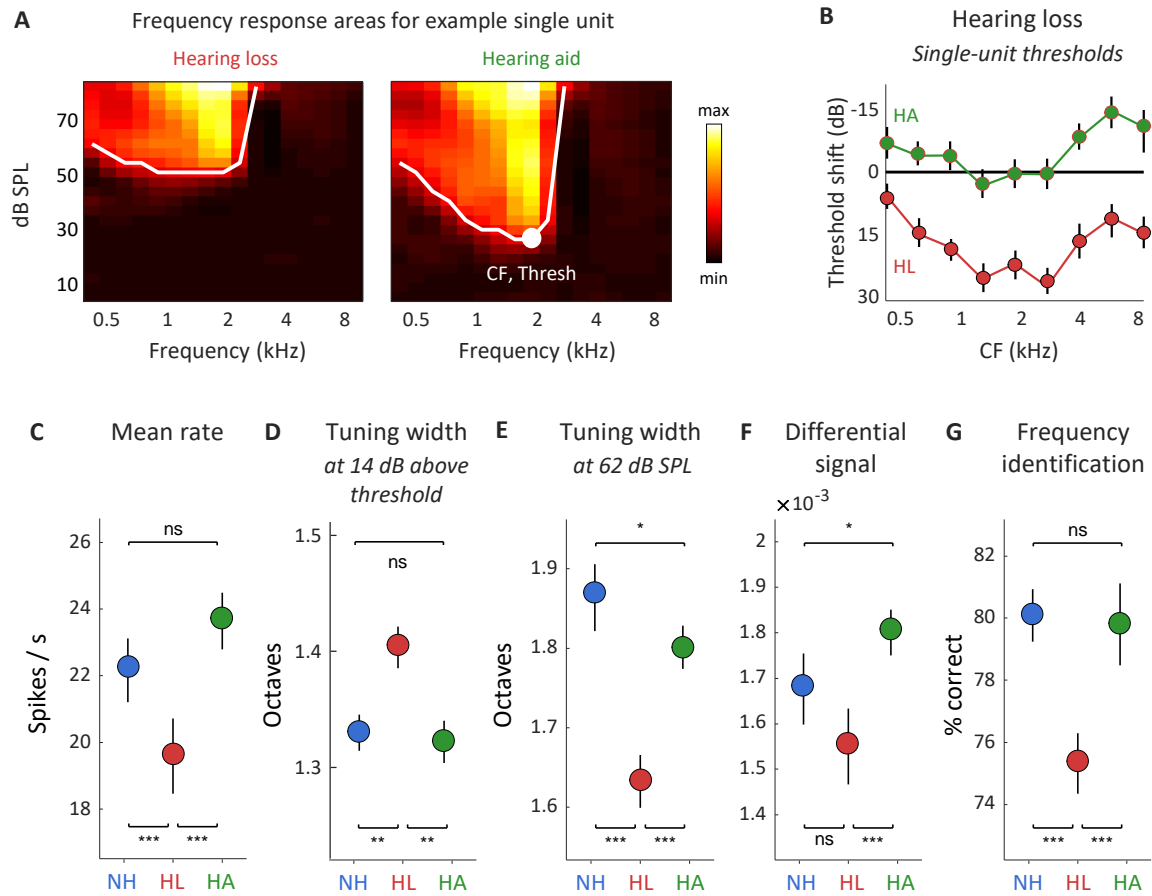 A
Frequency response areas for example single unit
Hearing loss
Hearing aid
70
50
30
10
dB SPL
CF, Thresh
max
min
0.5 1 2 4 8
Frequency (kHz)
0.5 1 2 4 8
Frequency (kHz)
B
Hearing loss
Single-unit thresholds
Threshold shift (dB)
-15
0
15
30
HA
HL
0.5 1 2 4 8
CF (kHz)
C
Mean rate
Spikes / s
26
24
22
20
18
ns
*** ***
NH HL HA
D
Tuning width
at 14 dB above
threshold
Octaves
1.5
1.4
1.3
ns
** **
NH HL HA
E
Tuning width
at 62 dB SPL
Octaves
1.9
1.8
1.7
1.6
*
*** ***
NH HL HA
F
Differential
signal
×10⁻³
2
1.9
1.8
1.7
1.6
1.5
1.4
*
ns ***
NH HL HA
G
Frequency
identification
% correct
82
80
78
76
74
ns
*** ***
NH HL HA